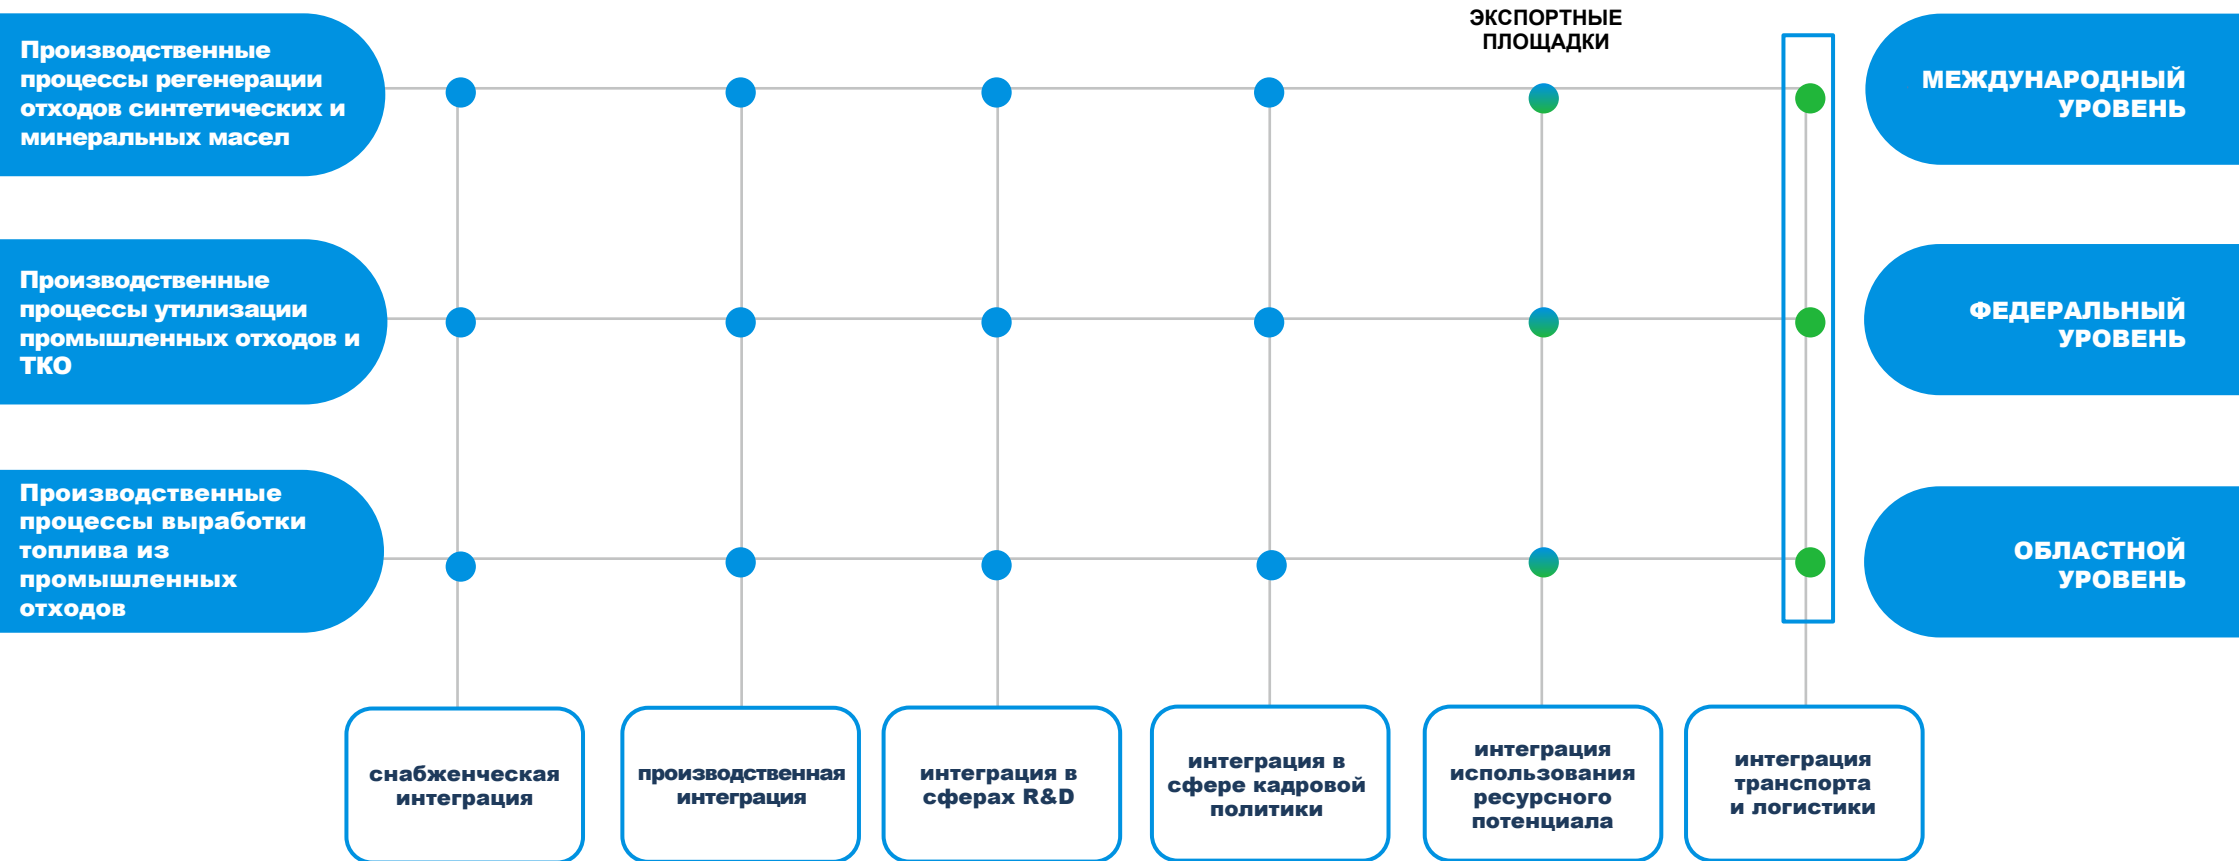 ЭКСПОРТНЫЕ
ПЛОЩАДКИ
Производственные
процессы регенерации
отходов синтетических и
минеральных масел
МЕЖДУНАРОДНЫЙ
УРОВЕНЬ
Производственные
процессы утилизации
промышленных отходов и
ТКО
ФЕДЕРАЛЬНЫЙ
УРОВЕНЬ
Производственные
процессы выработки
топлива из
промышленных
отходов
ОБЛАСТНОЙ
УРОВЕНЬ
снабженческая
интеграция
производственная
интеграция
интеграция в
сферах R&D
интеграция в
сфере кадровой
политики
интеграция
использования
ресурсного
потенциала
интеграция
транспорта
и логистики